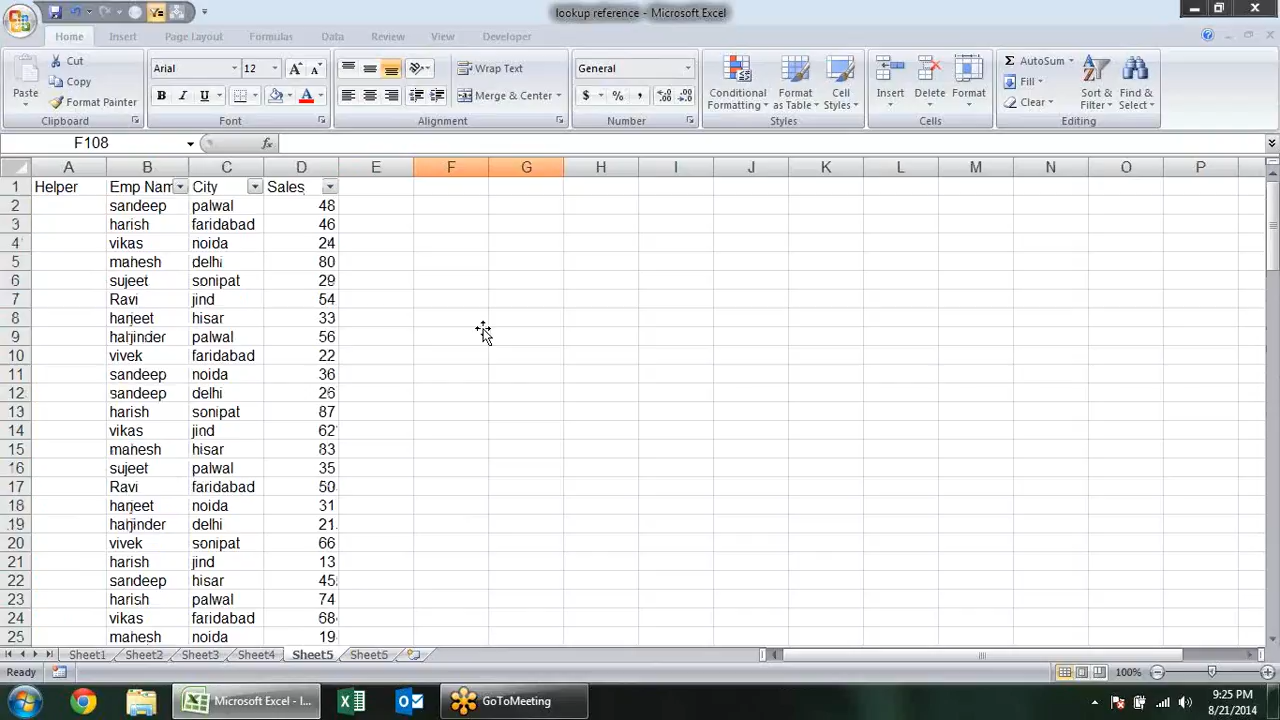 lookup reference - Microsoft Excel
Home Insert Page Layout Formulas Data Review View Developer
Paste Cut Copy Format Painter Clipboard
Arial 12 A A B I U A Font
Wrap Text Merge & Center Alignment
General $ % , Number
Conditional Formatting Format as Table Cell Styles Styles
Insert Delete Format Cells
AutoSum Fill Clear Sort & Filter Find & Select Editing
F108 fx
A B C D E F G H I J K L M N O P
1 Helper Emp Nam City Sales
2 sandeep palwal 48
3 harish faridabad 46
4 vikas noida 24
5 mahesh delhi 80
6 sujeet sonipat 29
7 Ravi jind 54
8 harjeet hisar 33
9 harjinder palwal 56
10 vivek faridabad 22
11 sandeep noida 36
12 sandeep delhi 26
13 harish sonipat 87
14 vikas jind 62
15 mahesh hisar 83
16 sujeet palwal 35
17 Ravi faridabad 50
18 harjeet noida 31
19 harjinder delhi 21
20 vivek sonipat 66
21 harish jind 13
22 sandeep hisar 45
23 harish palwal 74
24 vikas faridabad 68
25 mahesh noida 19
Sheet1 Sheet2 Sheet3 Sheet4 Sheet5 Sheet5
Ready 100%
Microsoft Excel - l... GoToMeeting 9:25 PM
8/21/2014